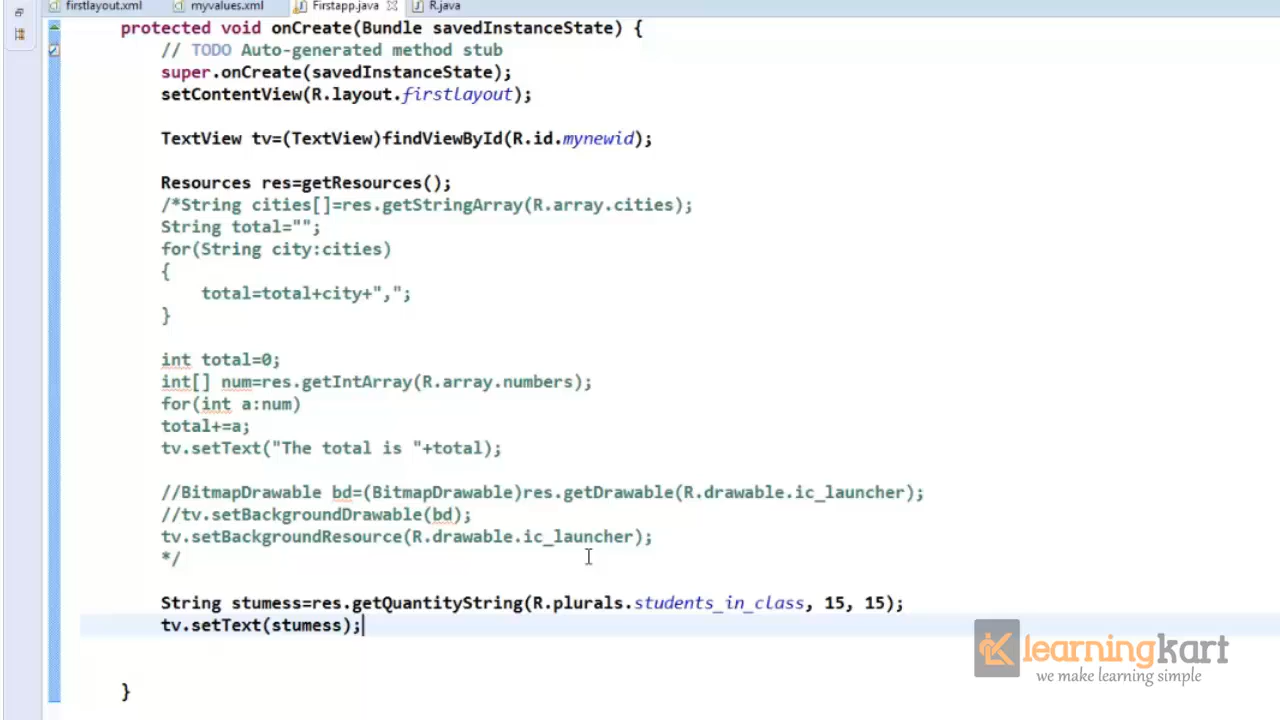 firstlayout.xml myvalues.xml Firstapp.java R.java
protected void onCreate(Bundle savedInstanceState) {
// TODO Auto-generated method stub
super.onCreate(savedInstanceState);
setContentView(R.layout.firstlayout);
TextView tv=(TextView)findViewById(R.id.mynewid);
Resources res=getResources();
/*String cities[]=res.getStringArray(R.array.cities);
String total="";
for(String city:cities)
{
total=total+city+",";
}
int total=0;
int[] num=res.getIntArray(R.array.numbers);
for(int a:num)
total+=a;
tv.setText("The total is "+total);
//BitmapDrawable bd=(BitmapDrawable)res.getDrawable(R.drawable.ic_launcher);
//tv.setBackgroundDrawable(bd);
tv.setBackgroundResource(R.drawable.ic_launcher);
*/
String stumess=res.getQuantityString(R.plurals.students_in_class, 15, 15);
tv.setText(stumess);
learningkart
we make learning simple
}